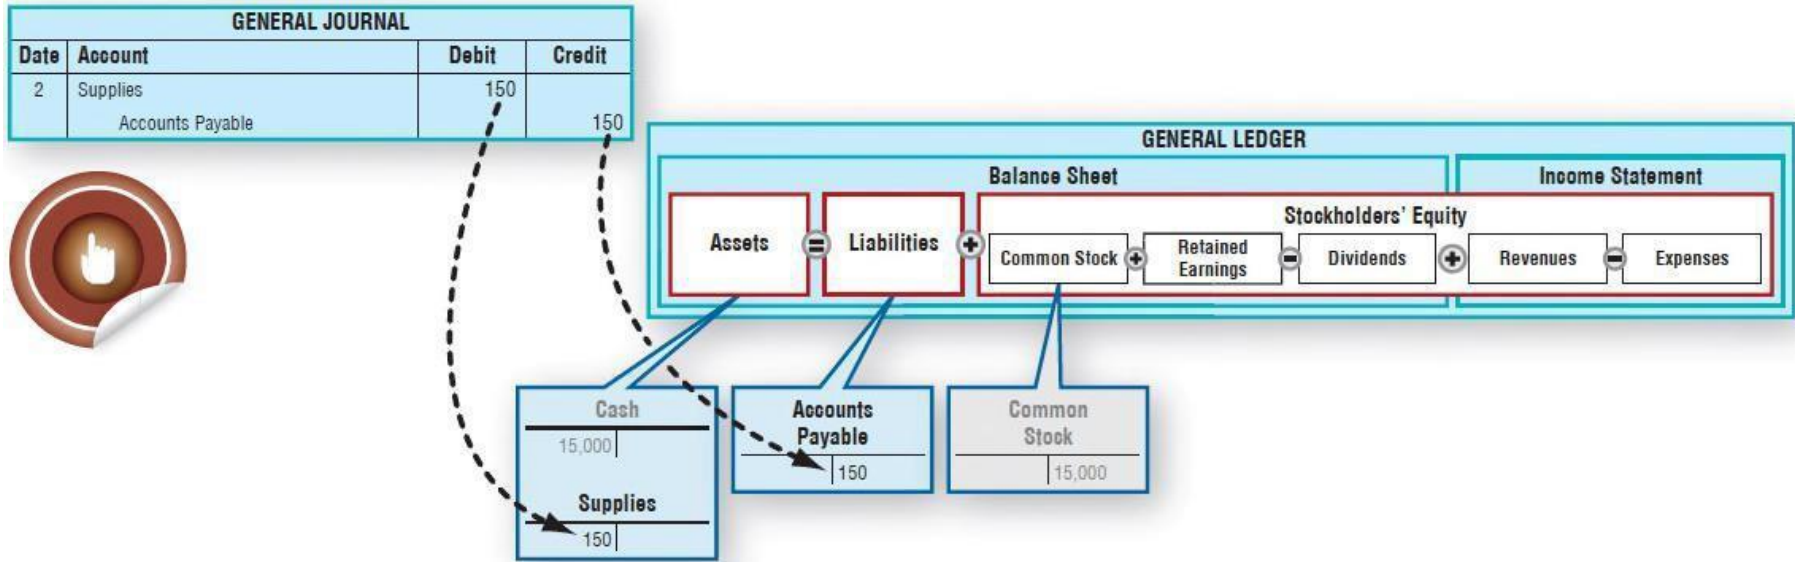 GENERAL JOURNAL
Date Account Debit Credit
2 Supplies 150
Accounts Payable 150
GENERAL LEDGER
Balance Sheet
Income Statement
Assets = Liabilities +
Stockholders' Equity
Common Stock + Retained Earnings - Dividends + Revenues - Expenses
Cash
15,000
Supplies
150
Accounts
Payable
150
Common
Stock
15,000